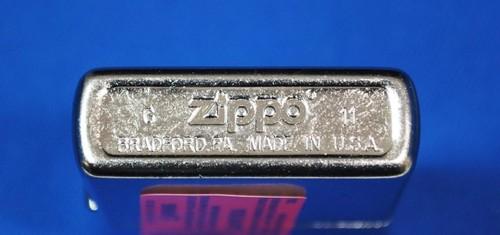 G Zippo 11
BRADFORD, PA. MADE IN U.S.A.